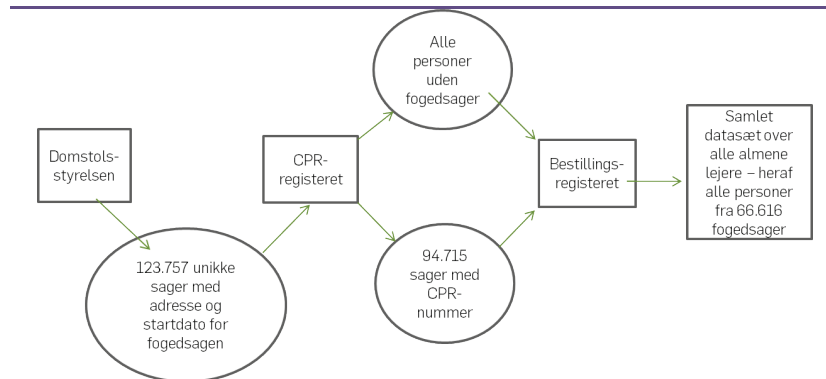 Domstols-
styrelsen
123.757 unikke
sager med
adresse og
startdato for
fogedsagen
CPR-
registeret
Alle
personer
uden
fogedsager
94.715
sager med
CPR-
nummer
Bestillings-
registeret
Samlet
datasæt over
alle almene
lejere – heraf
alle personer
fra 66.616
fogedsager